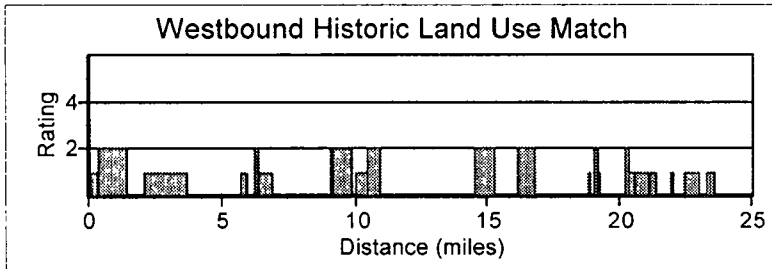 Westbound Historic Land Use Match
Rating
4
2
0 5 10 15 20 25
Distance (miles)